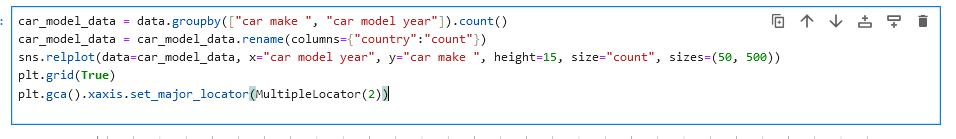 car_model_data = data.groupby(["car make ", "car model year"]).count()
car_model_data = car_model_data.rename(columns={"country":"count"})
sns.relplot(data=car_model_data, x="car model year", y="car make ", height=15, size="count", sizes=(50, 500))
plt.grid(True)
plt.gca().xaxis.set_major_locator(MultipleLocator(2))